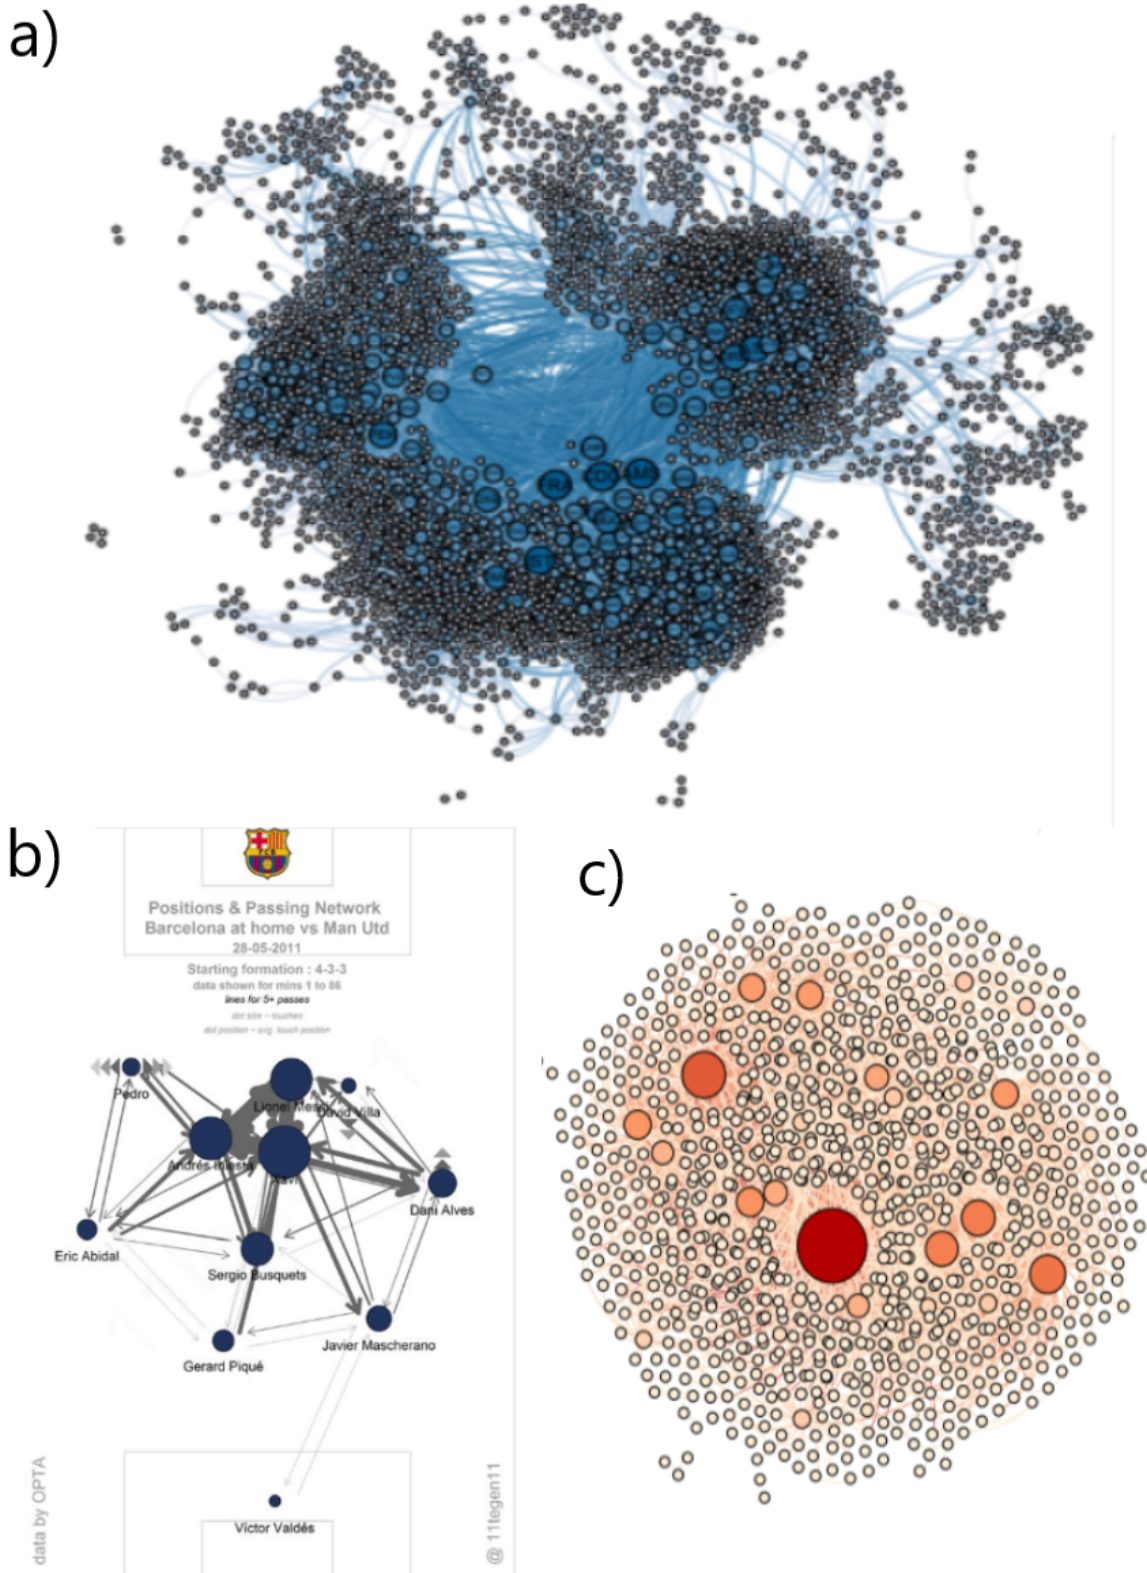 a)
b)
Positions & Passing Network
Barcelona at home vs Man Utd
28-05-2011
Starting formation : 4-3-3
data shown for mins 1 to 86
lines for 5+ passes
dot size ~ touches
dot position ~ avg. touch position
Pedro
Lionel Messi
David Villa
Andrés Iniesta
Xavi
Dani Alves
Eric Abidal
Sergio Busquets
Javier Mascherano
Gerard Piqué
Víctor Valdés
data by OPTA
@ 11tegen11
c)